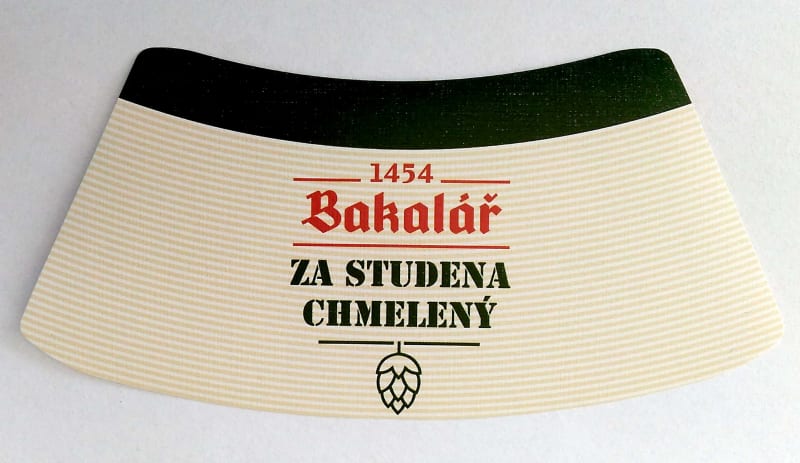 1454
Bakalář
ZA STUDENA
CHMELENÝ